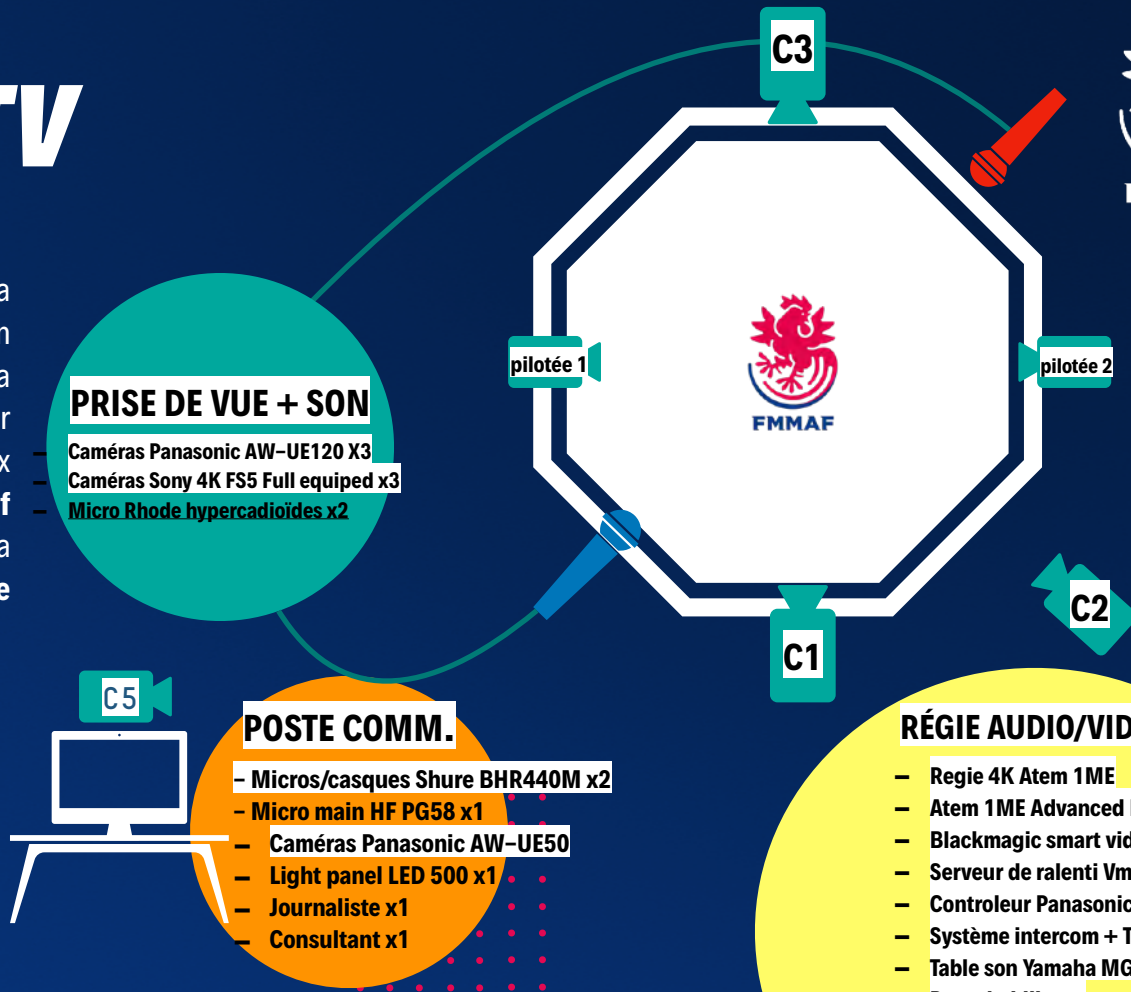 TV
C3
a
n
a
r
x
f
a
e
pilotée 1
pilotée 2
FMMAF
PRISE DE VUE + SON
– Caméras Panasonic AW-UE120 X3
– Caméras Sony 4K FS5 Full equiped x3
– Micro Rhode hypercadioïdes x2
C2
C1
C5
POSTE COMM.
– Micros/casques Shure BHR440M x2
– Micro main HF PG58 x1
– Caméras Panasonic AW-UE50
– Light panel LED 500 x1
– Journaliste x1
– Consultant x1
RÉGIE AUDIO/VID
– Regie 4K Atem 1ME
– Atem 1ME Advanced
– Blackmagic smart vid
– Serveur de ralenti Vm
– Controleur Panasonic
– Système intercom + T
– Table son Yamaha MG